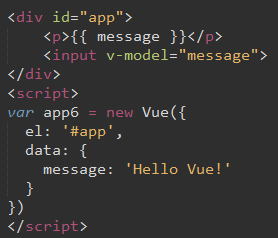 <div id="app">
    <p>{{ message }}</p>
    <input v-model="message">
</div>
<script>
var app6 = new Vue({
  el: '#app',
  data: {
    message: 'Hello Vue!'
  }
})
</script>